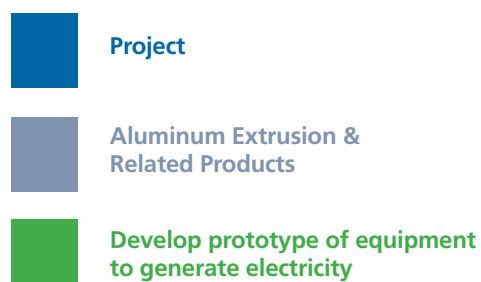 Project
Aluminum Extrusion &
Related Products
Develop prototype of equipment
to generate electricity